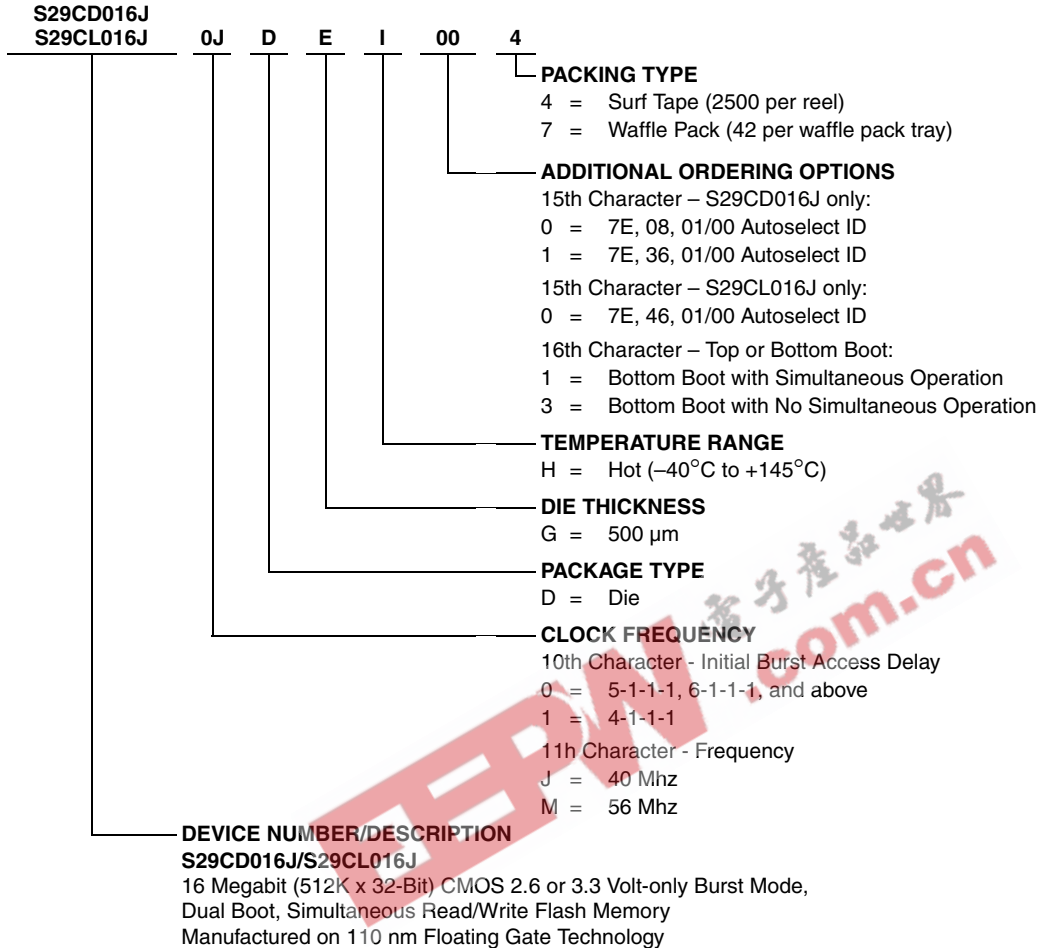 S29CD016J
S29CL016J 0J D E I 00 4
PACKING TYPE
4 = Surf Tape (2500 per reel)
7 = Waffle Pack (42 per waffle pack tray)
ADDITIONAL ORDERING OPTIONS
15th Character – S29CD016J only:
0 = 7E, 08, 01/00 Autoselect ID
1 = 7E, 36, 01/00 Autoselect ID
15th Character – S29CL016J only:
0 = 7E, 46, 01/00 Autoselect ID
16th Character – Top or Bottom Boot:
1 = Bottom Boot with Simultaneous Operation
3 = Bottom Boot with No Simultaneous Operation
TEMPERATURE RANGE
H = Hot (–40°C to +145°C)
DIE THICKNESS
G = 500 µm
PACKAGE TYPE
D = Die
CLOCK FREQUENCY
10th Character - Initial Burst Access Delay
0 = 5-1-1-1, 6-1-1-1, and above
1 = 4-1-1-1
11h Character - Frequency
J = 40 Mhz
M = 56 Mhz
DEVICE NUMBER/DESCRIPTION
S29CD016J/S29CL016J
16 Megabit (512K x 32-Bit) CMOS 2.6 or 3.3 Volt-only Burst Mode,
Dual Boot, Simultaneous Read/Write Flash Memory
Manufactured on 110 nm Floating Gate Technology
EEPW.com.cn
电子产品世界